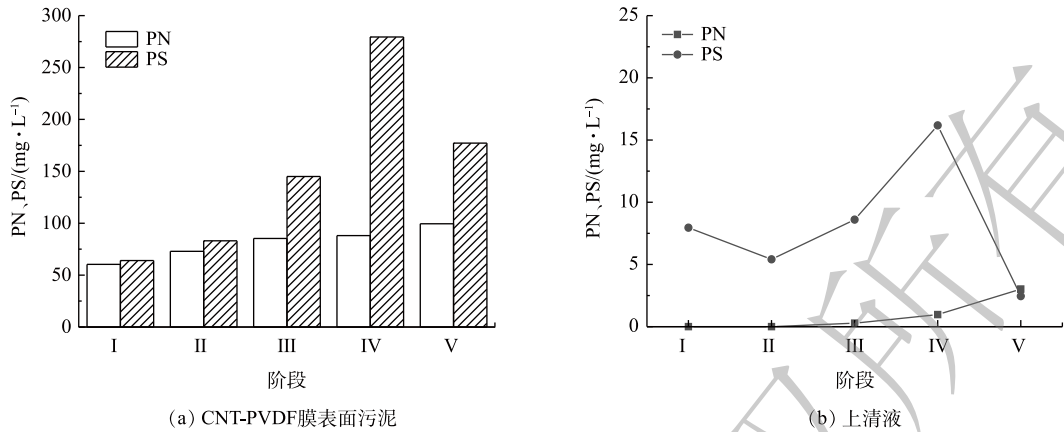 PN
PS
PN、PS/(mg·L⁻¹)
300
250
200
150
100
50
0
I
II
III
IV
V
阶段
(a) CNT-PVDF膜表面污泥
PN
PS
PN、PS/(mg·L⁻¹)
25
20
15
10
5
0
I
II
III
IV
V
阶段
(b) 上清液
所有